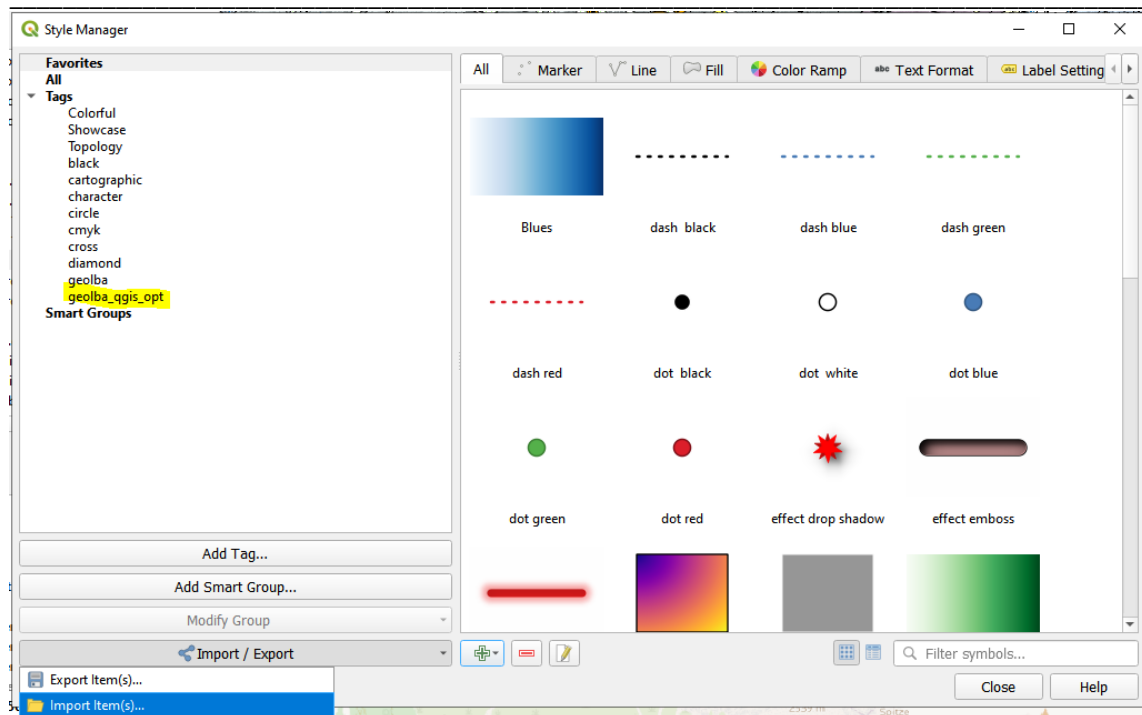 Style Manager
Favorites
All
Tags
Colorful
Showcase
Topology
black
cartographic
character
circle
cmyk
cross
diamond
geolba
geolba_qgis_opt
Smart Groups
Add Tag...
Add Smart Group...
Modify Group
Import / Export
Export Item(s)...
Import Item(s)...
All Marker Line Fill Color Ramp abc Text Format abc Label Setting
Blues dash black dash blue dash green
dash red dot black dot white dot blue
dot green dot red effect drop shadow effect emboss
Filter symbols...
Close Help
Spitze